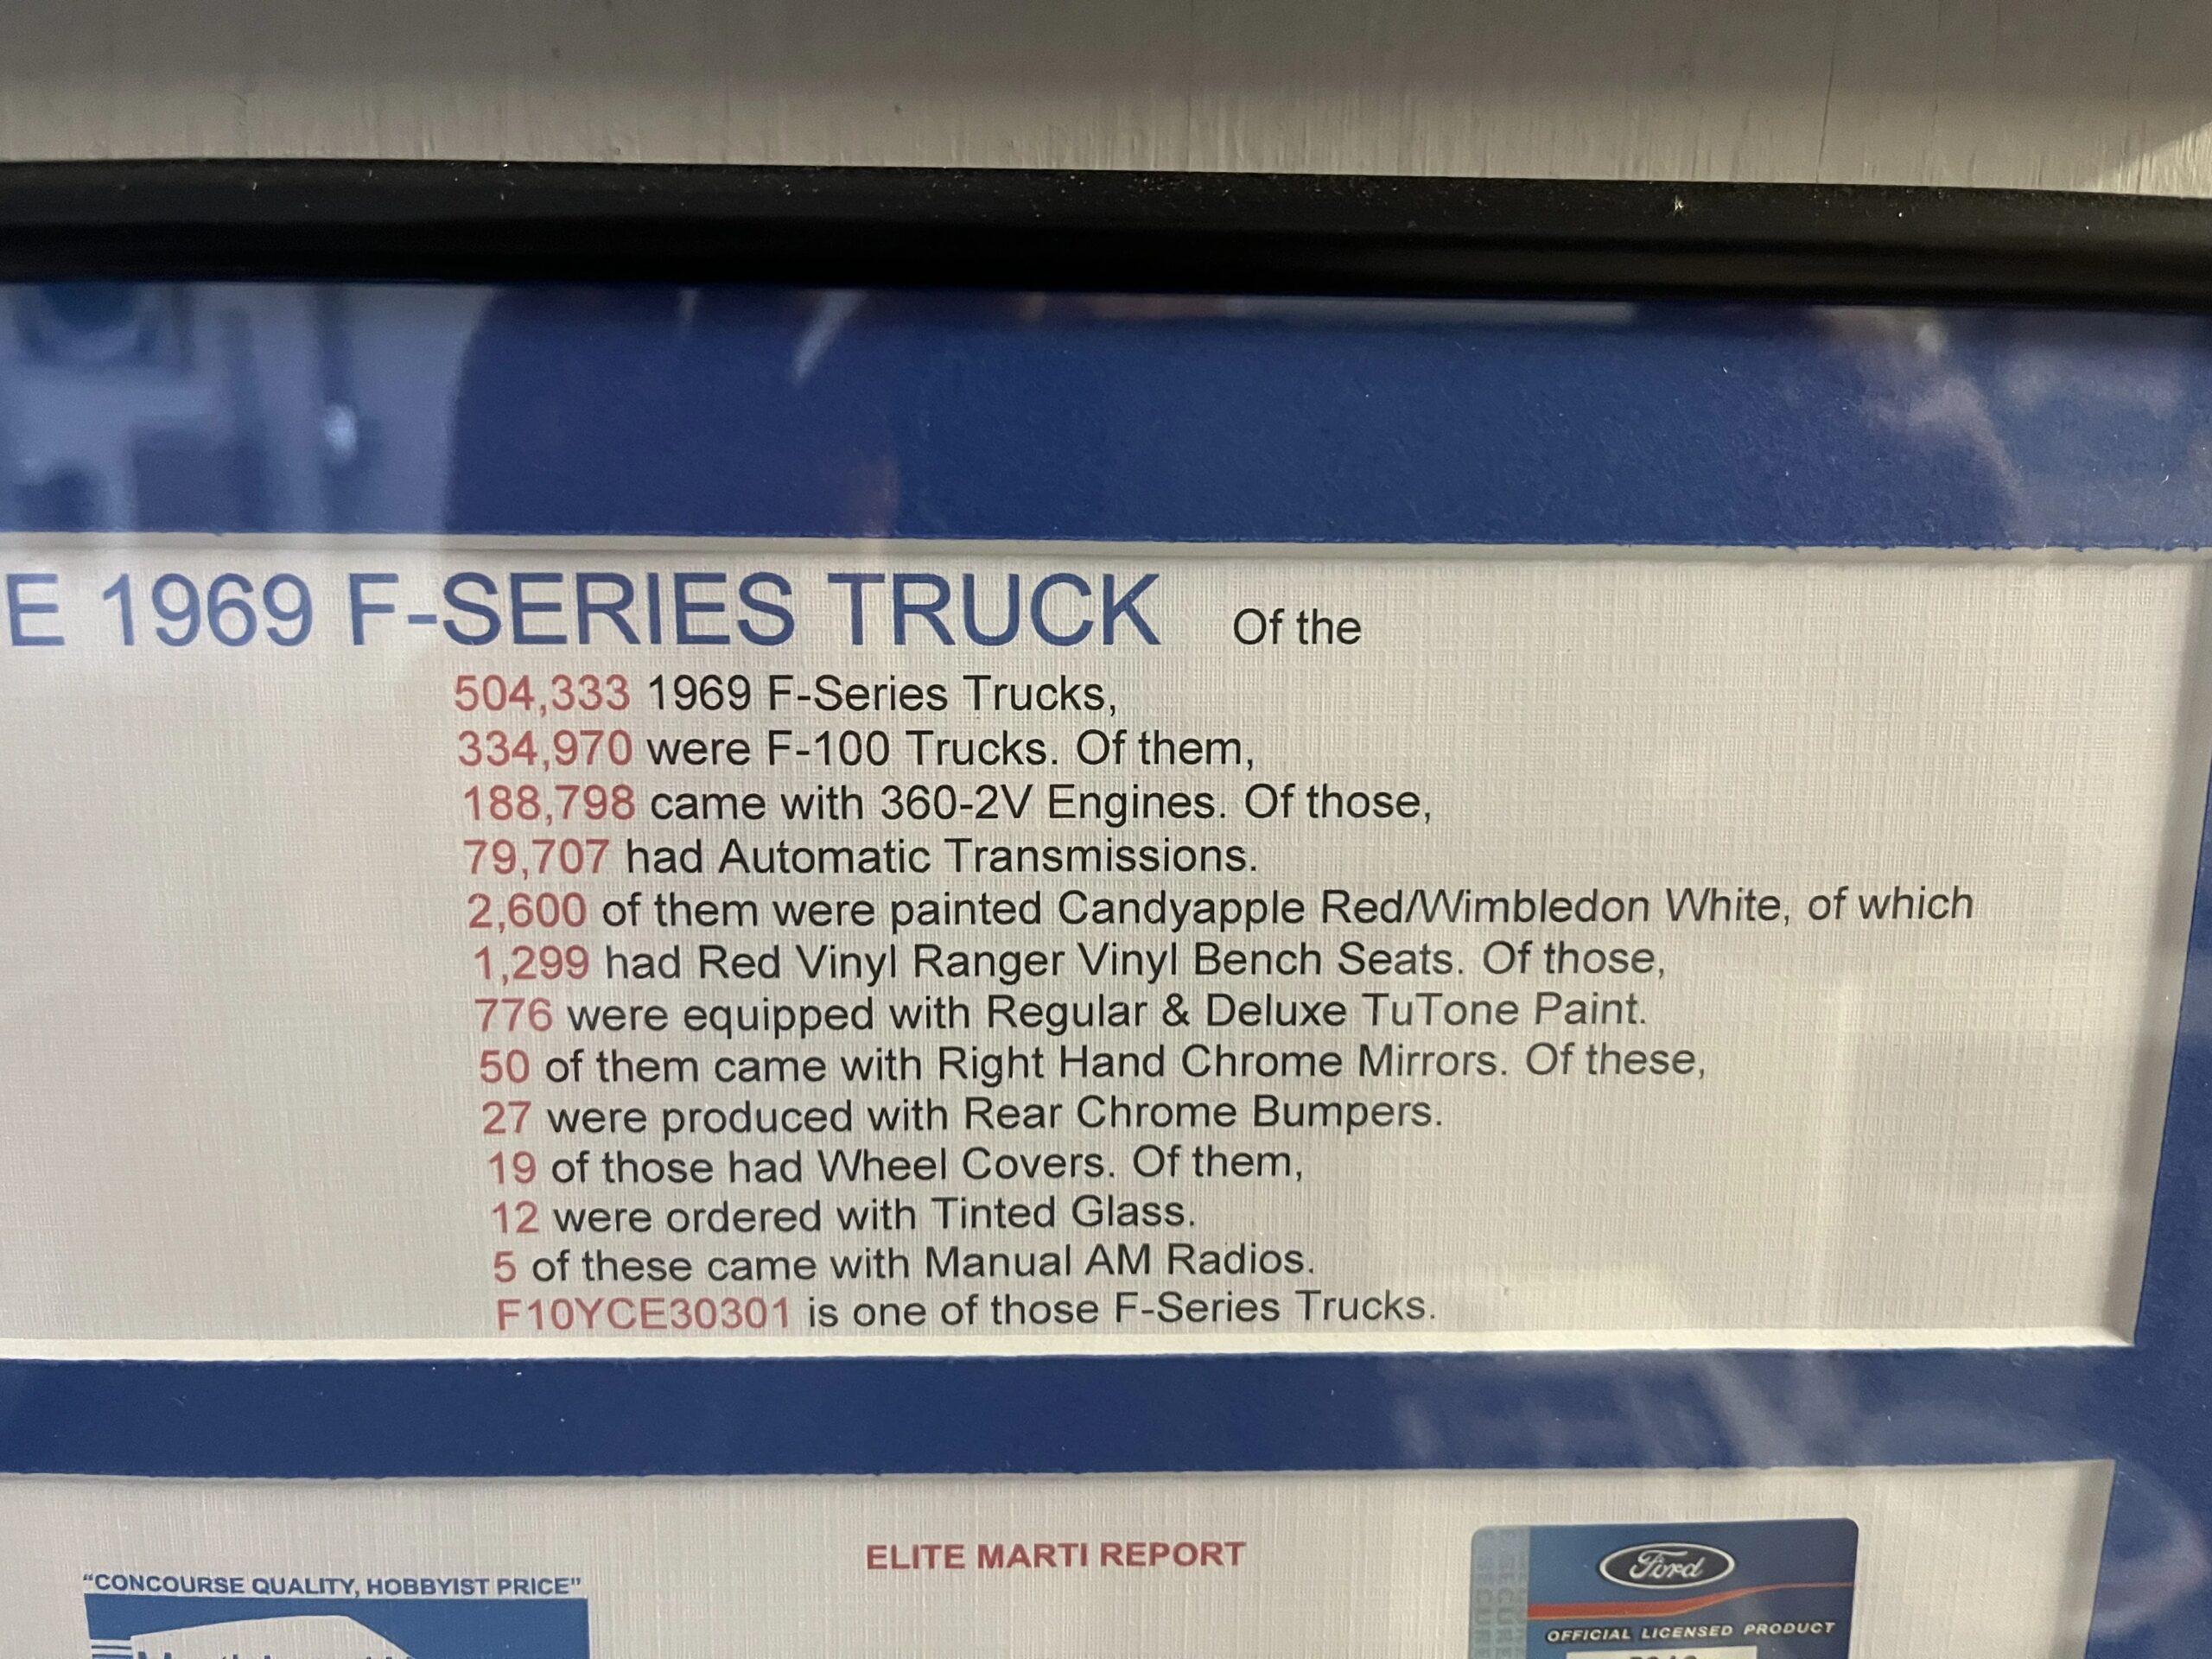 E 1969 F-SERIES TRUCK Of the
504,333 1969 F-Series Trucks,
334,970 were F-100 Trucks. Of them,
188,798 came with 360-2V Engines. Of those,
79,707 had Automatic Transmissions.
2,600 of them were painted Candyapple Red/Wimbledon White, of which
1,299 had Red Vinyl Ranger Vinyl Bench Seats. Of those,
776 were equipped with Regular & Deluxe TuTone Paint.
50 of them came with Right Hand Chrome Mirrors. Of these,
27 were produced with Rear Chrome Bumpers.
19 of those had Wheel Covers. Of them,
12 were ordered with Tinted Glass.
5 of these came with Manual AM Radios.
F10YCE30301 is one of those F-Series Trucks.
ELITE MARTI REPORT
"CONCOURSE QUALITY, HOBBYIST PRICE"
Ford
OFFICIAL LICENSED PRODUCT